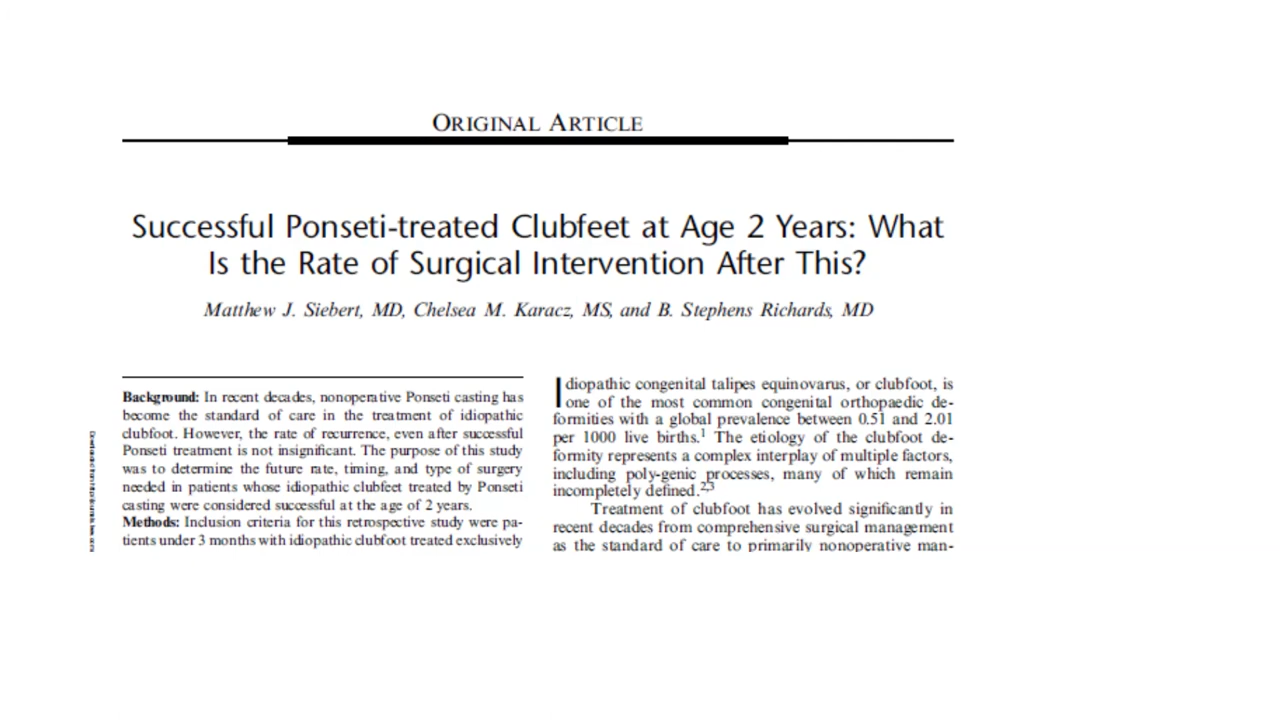 ORIGINAL ARTICLE
Successful Ponseti-treated Clubfeet at Age 2 Years: What
Is the Rate of Surgical Intervention After This?
Matthew J. Siebert, MD, Chelsea M. Karacz, MS, and B. Stephens Richards, MD
Background: In recent decades, nonoperative Ponseti casting has
become the standard of care in the treatment of idiopathic
clubfoot. However, the rate of recurrence, even after successful
Ponseti treatment is not insignificant. The purpose of this study
was to determine the future rate, timing, and type of surgery
needed in patients whose idiopathic clubfeet treated by Ponseti
casting were considered successful at the age of 2 years.
Methods: Inclusion criteria for this retrospective study were pa-
tients under 3 months with idiopathic clubfoot treated exclusively
Idiopathic congenital talipes equinovarus, or clubfoot, is
one of the most common congenital orthopaedic de-
formities with a global prevalence between 0.51 and 2.01
per 1000 live births.1 The etiology of the clubfoot de-
formity represents a complex interplay of multiple factors,
including poly-genic processes, many of which remain
incompletely defined.2,3
Treatment of clubfoot has evolved significantly in
recent decades from comprehensive surgical management
as the standard of care to primarily nonoperative man-